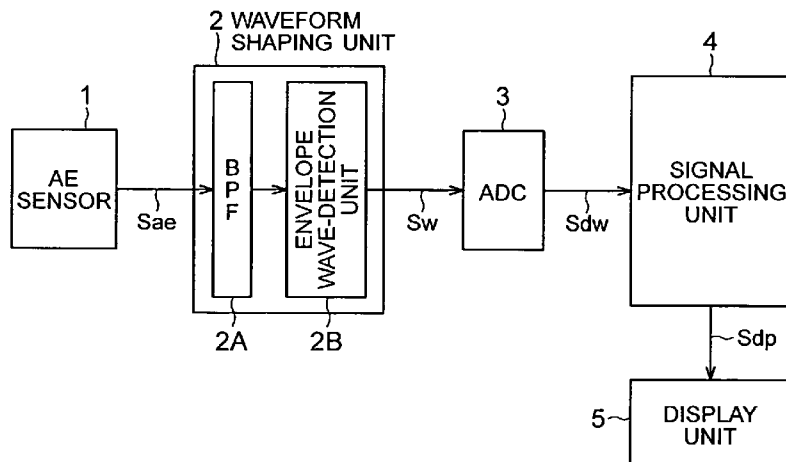 2 WAVEFORM
SHAPING UNIT
4
1
3
AE
SENSOR
Sae
BPF
ENVELOPE
WAVE-DETECTION
UNIT
Sw
ADC
Sdw
SIGNAL
PROCESSING
UNIT
2A
2B
Sdp
5
DISPLAY
UNIT